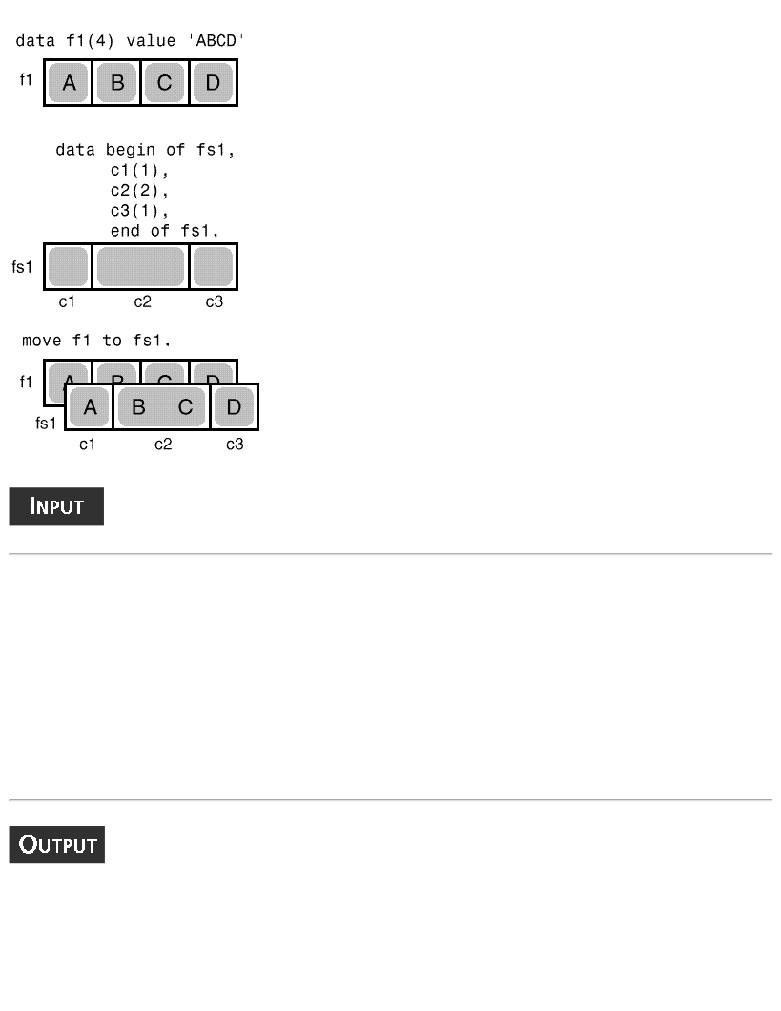 data f1(4) value 'ABCD'
f1 A B C D
data begin of fs1,
c1(1),
c2(2),
c3(1),
end of fs1.
fs1
c1 c2 c3
move f1 to fs1.
f1 A B C D
A B C D
fs1
c1 c2 c3
INPUT
OUTPUT